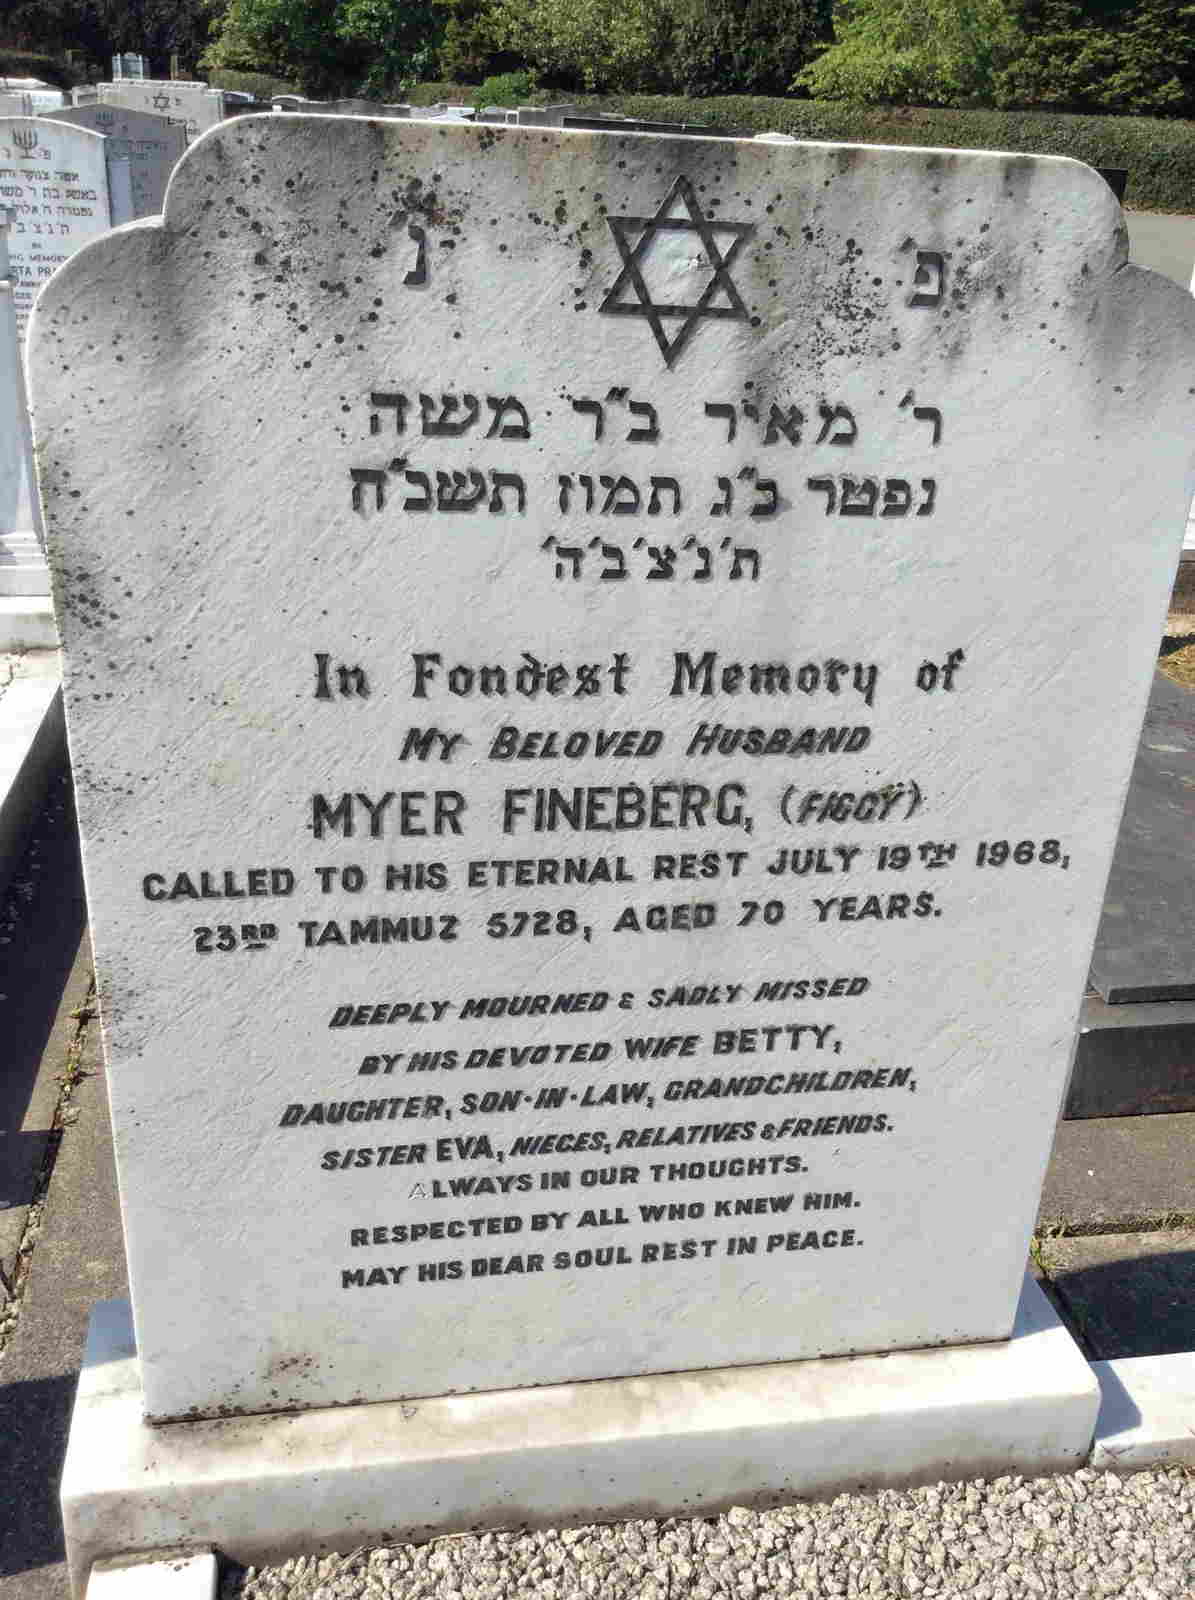 פ' נ'
ר' מאיר ב"ר משה
נפטר כ"ג תמוז תשכ"ח
ת'נ'צ'ב'ה'
In Fondest Memory of
MY BELOVED HUSBAND
MYER FINEBERG, (FIGGY)
CALLED TO HIS ETERNAL REST JULY 19TH 1968,
23RD TAMMUZ 5728, AGED 70 YEARS.
DEEPLY MOURNED & SADLY MISSED
BY HIS DEVOTED WIFE BETTY,
DAUGHTER, SON-IN-LAW, GRANDCHILDREN,
SISTER EVA, NIECES, RELATIVES & FRIENDS.
ALWAYS IN OUR THOUGHTS.
RESPECTED BY ALL WHO KNEW HIM.
MAY HIS DEAR SOUL REST IN PEACE.